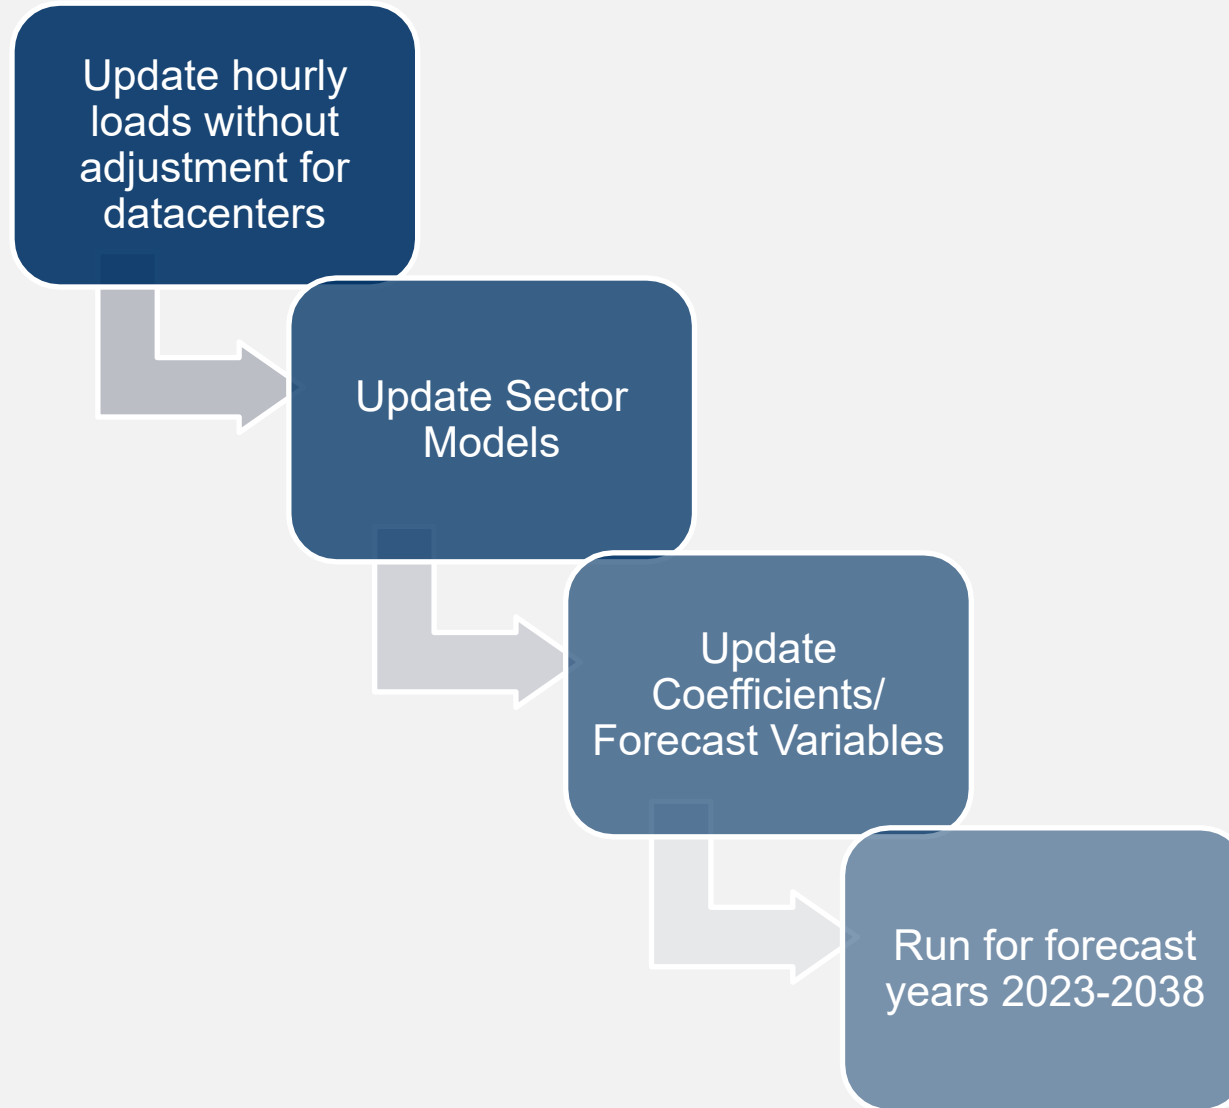 Update hourly
loads without
adjustment for
datacenters
Update Sector
Models
Update
Coefficients/
Forecast Variables
Run for forecast
years 2023-2038